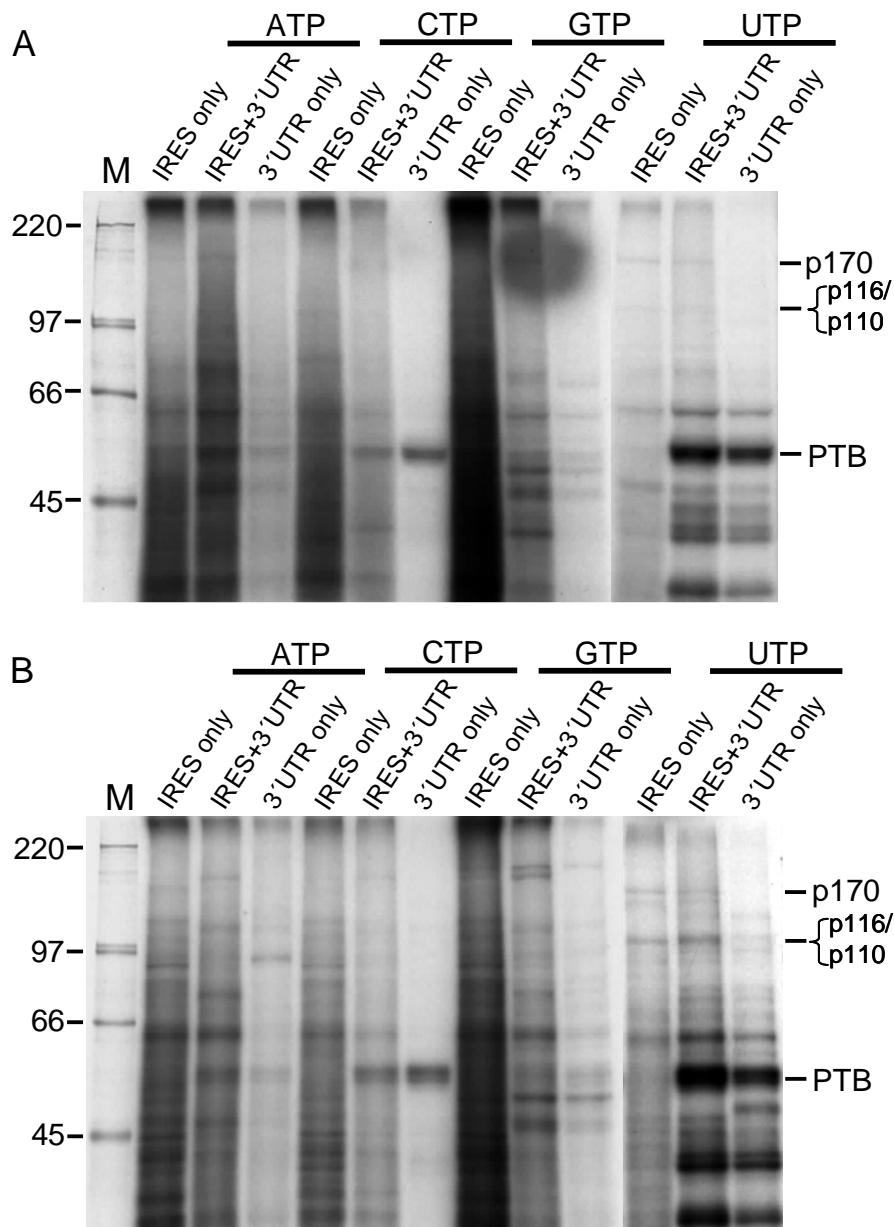 A
ATP CTP GTP UTP
IRES only IRES+3´UTR 3´UTR only IRES only IRES+3´UTR 3´UTR only IRES only IRES+3´UTR 3´UTR only IRES only IRES+3´UTR 3´UTR only
M
220
97
66
45
p170
p116/
p110
PTB
B
ATP CTP GTP UTP
IRES only IRES+3´UTR 3´UTR only IRES only IRES+3´UTR 3´UTR only IRES only IRES+3´UTR 3´UTR only IRES only IRES+3´UTR 3´UTR only
M
220
97
66
45
p170
p116/
p110
PTB